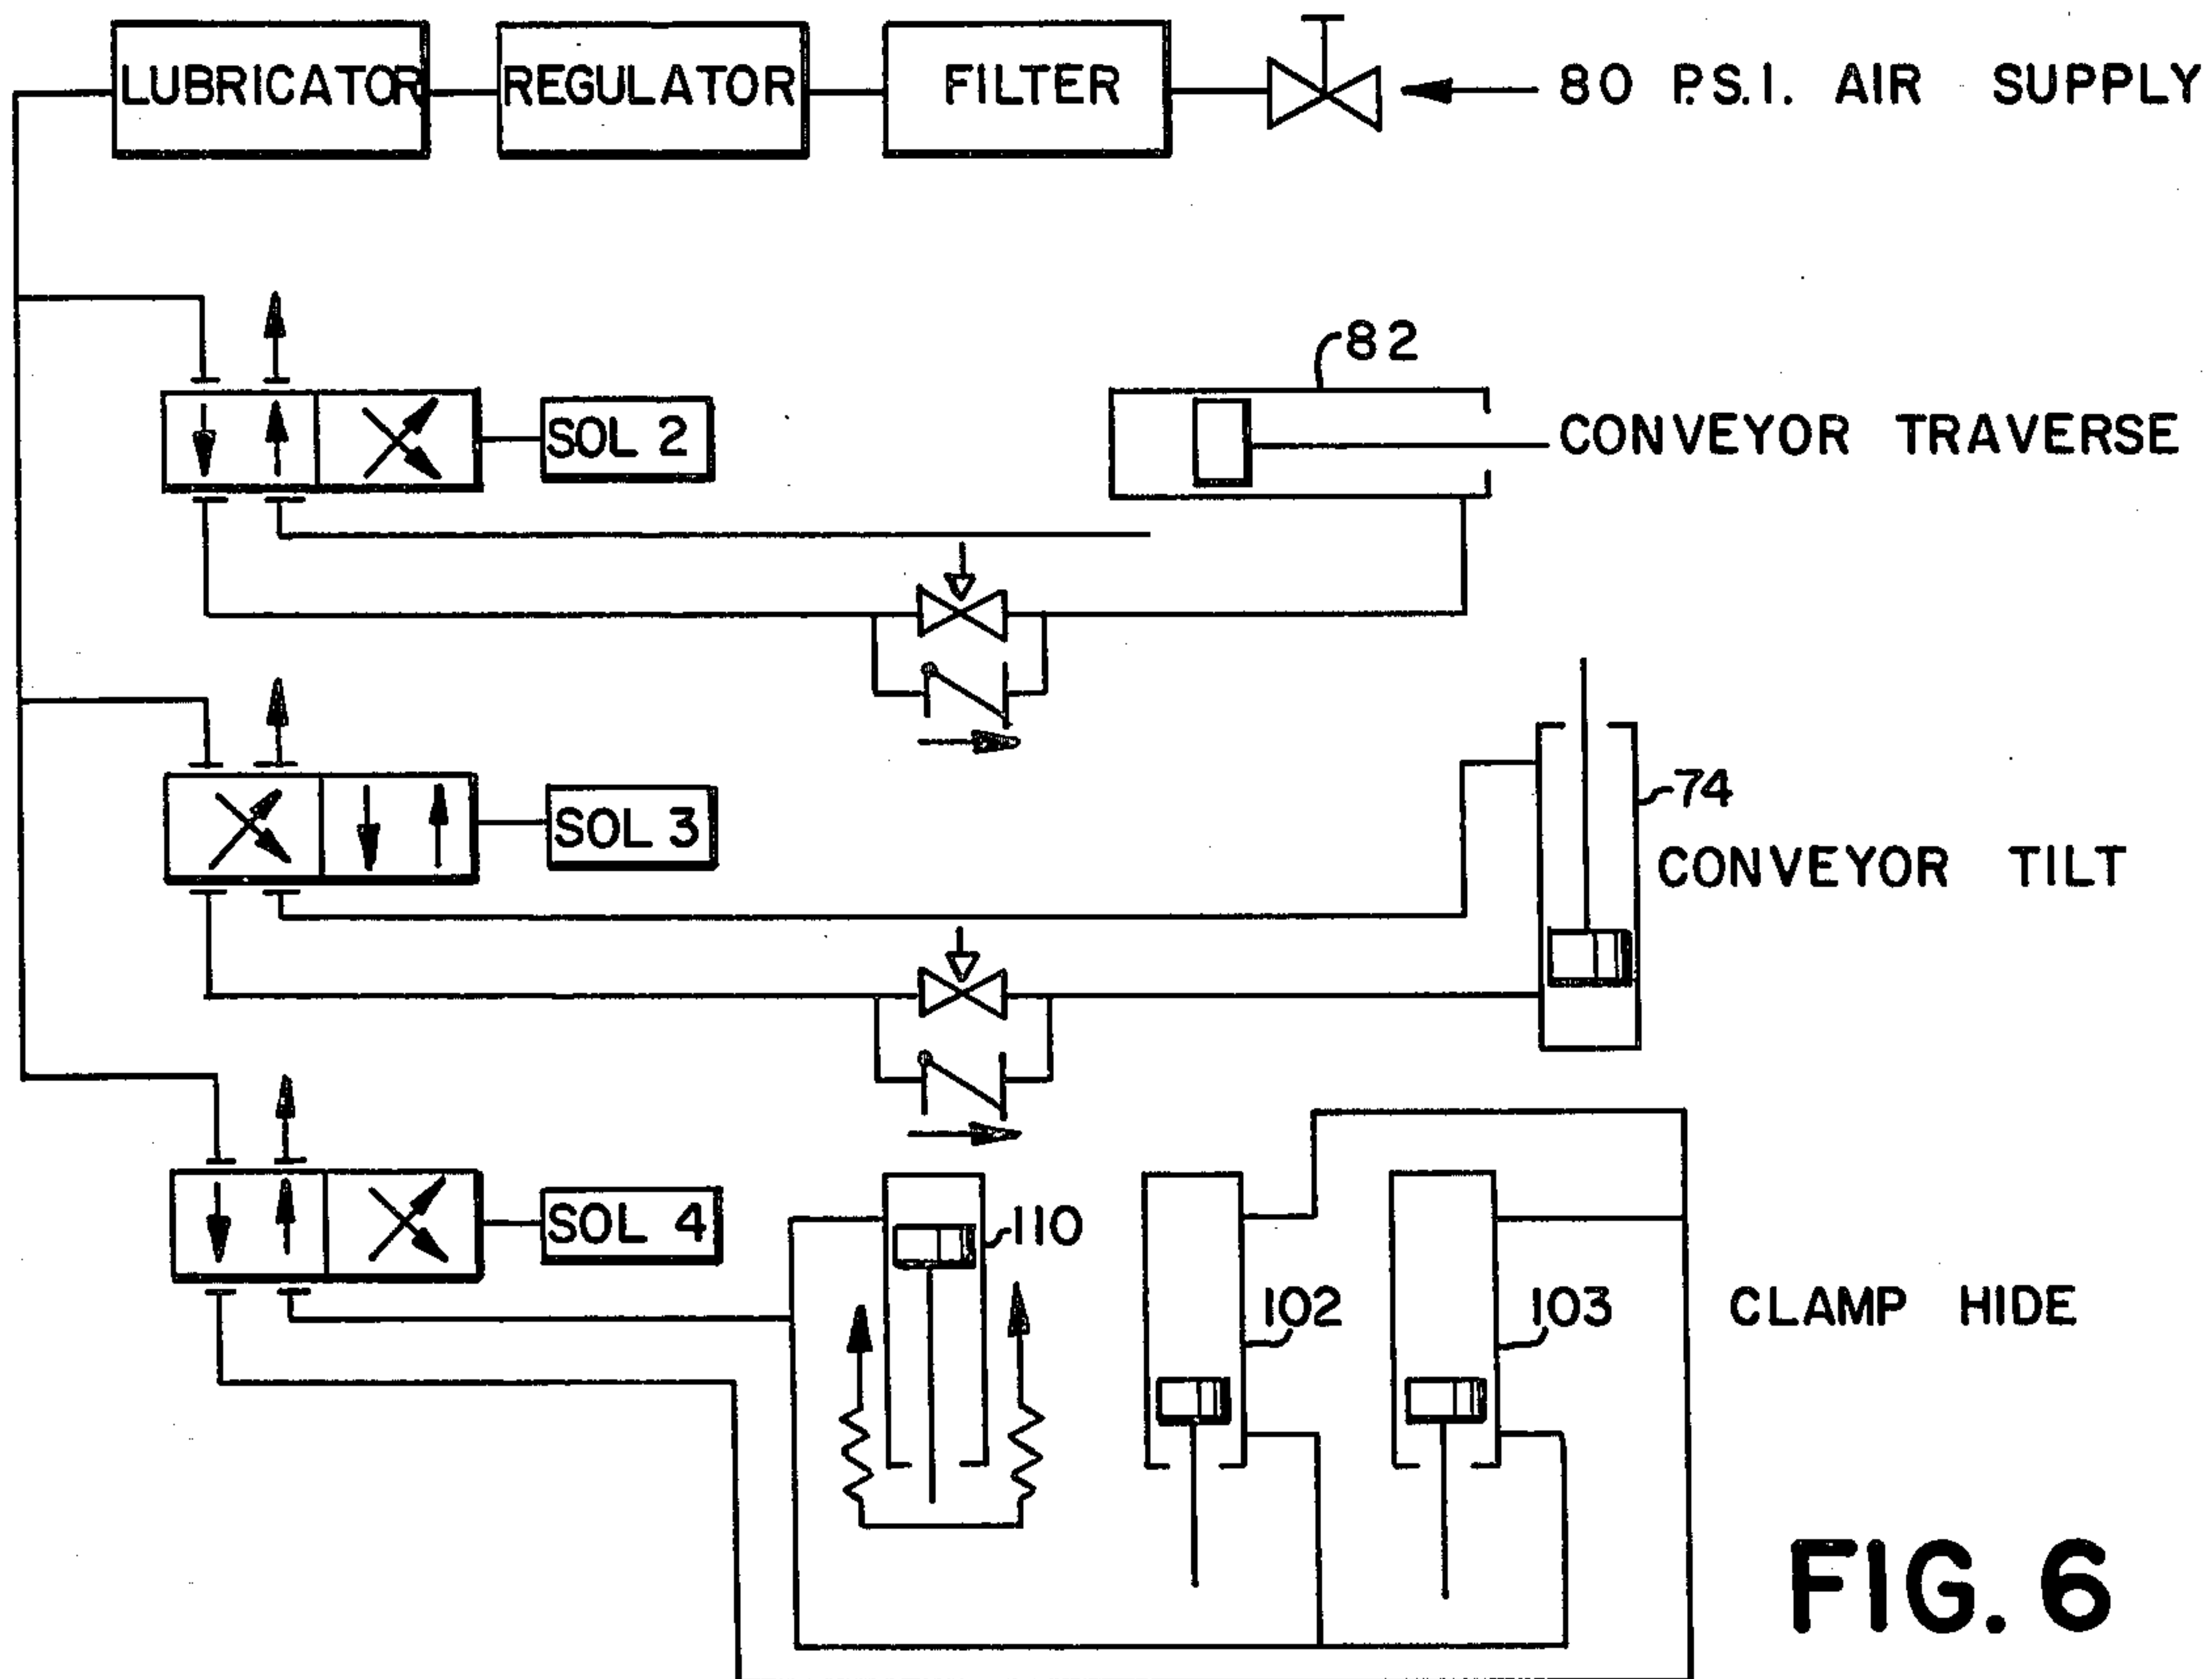 LUBRICATOR REGULATOR FILTER 80 P.S.I. AIR SUPPLY
82
SOL 2 CONVEYOR TRAVERSE
74
SOL 3
CONVEYOR TILT
SOL 4 110
102 103 CLAMP HIDE
FIG. 6